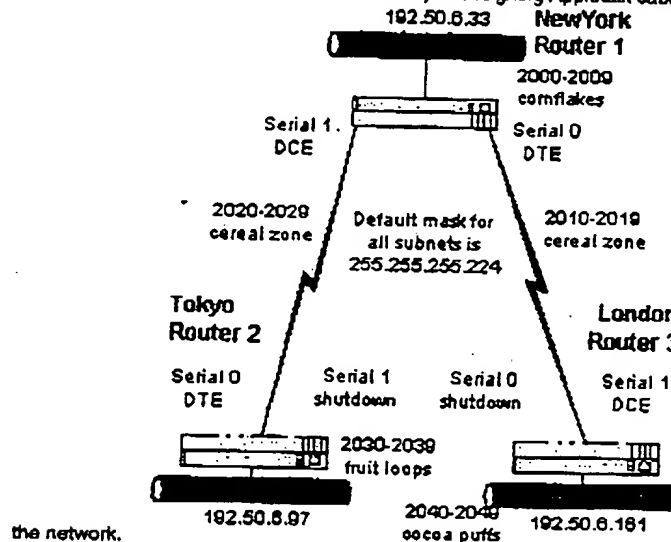 192.50.6.33
NewYork
Router 1
2000-2009
cornflakes
Serial 1.
DCE
Serial 0
DTE
2020-2029
cereal zone
Default mask for
all subnets is
255.255.255.224
2010-2019
cereal zone
Tokyo
Router 2
London
Router 3
Serial 0
DTE
Serial 1
shutdown
Serial 0
shutdown
Serial 1
DCE
2030-2039
fruit loops
192.50.6.97
2040-2049
cocoa puffs
192.50.6.161
the network.